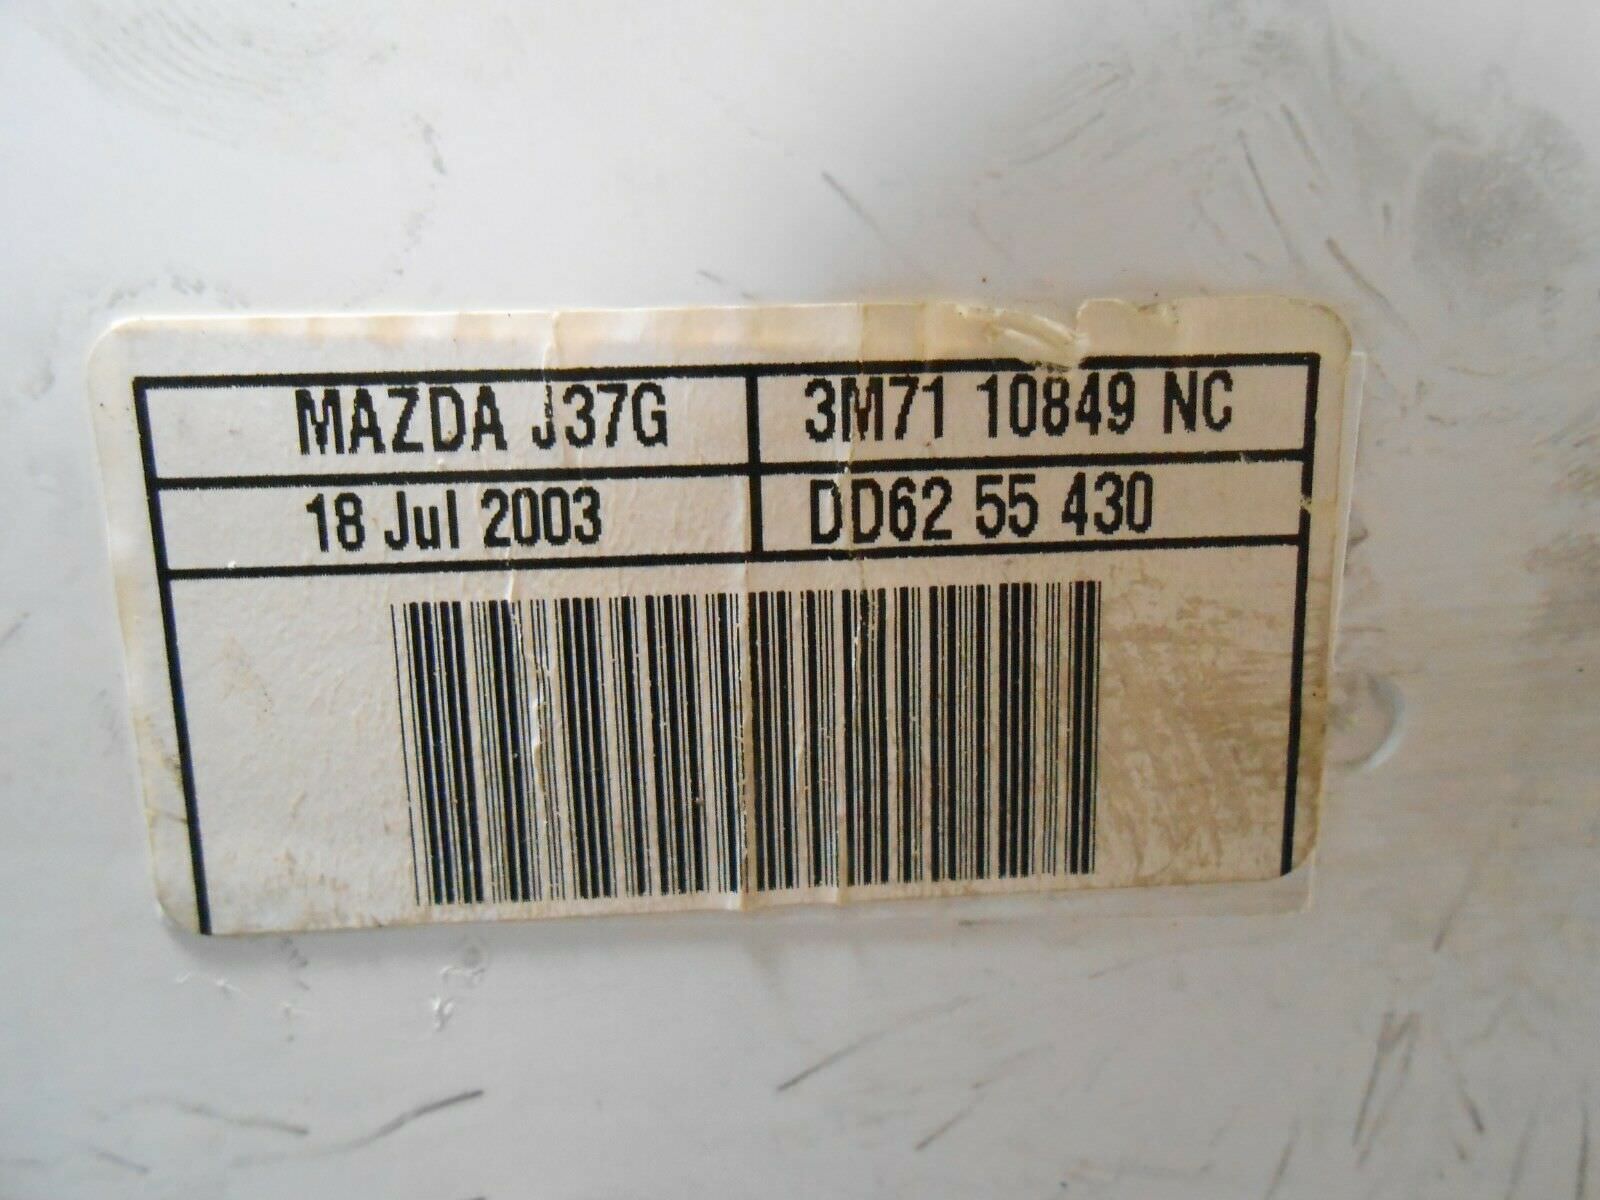 MAZDA J37G 3M71 10849 NC
18 Jul 2003 DD62 55 430